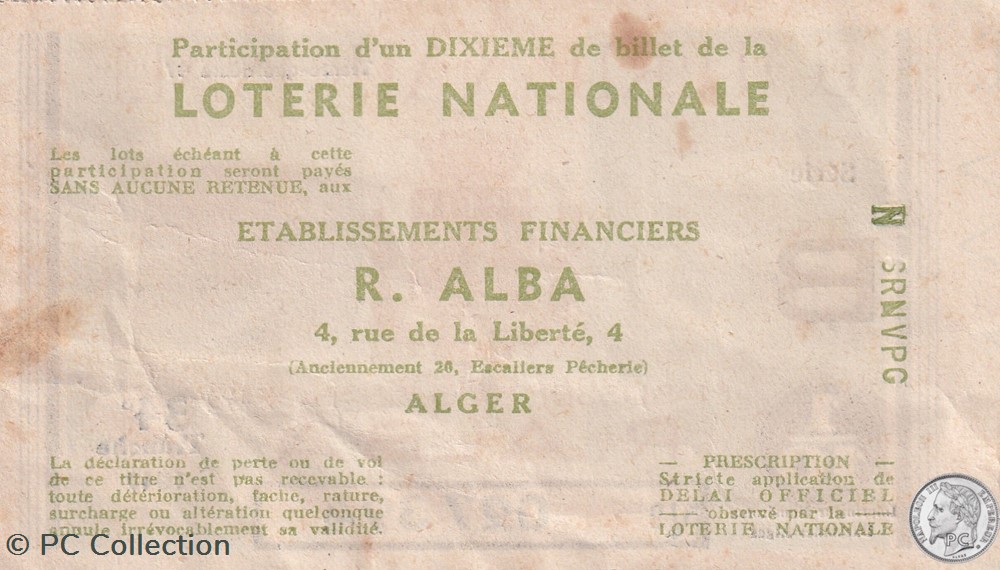 Participation d'un DIXIEME de billet de la
LOTERIE NATIONALE
Les lots échéant à cette
participation seront payés
SANS AUCUNE RETENUE, aux
Série
N
SRNVPG
ETABLISSEMENTS FINANCIERS
R. ALBA
4, rue de la Liberté, 4
(Anciennement 26, Escaliers Pêcherie)
ALGER
La déclaration de perte ou de vol
de ce titre n'est pas recevable :
toute détérioration, tache, rature,
surcharge ou altération quelconque
annule irrévocablement sa validité.
— PRESCRIPTION —
Stricte application de
DELAI OFFICIEL
— observé par la —
LOTERIE NATIONALE
© PC Collection
PC